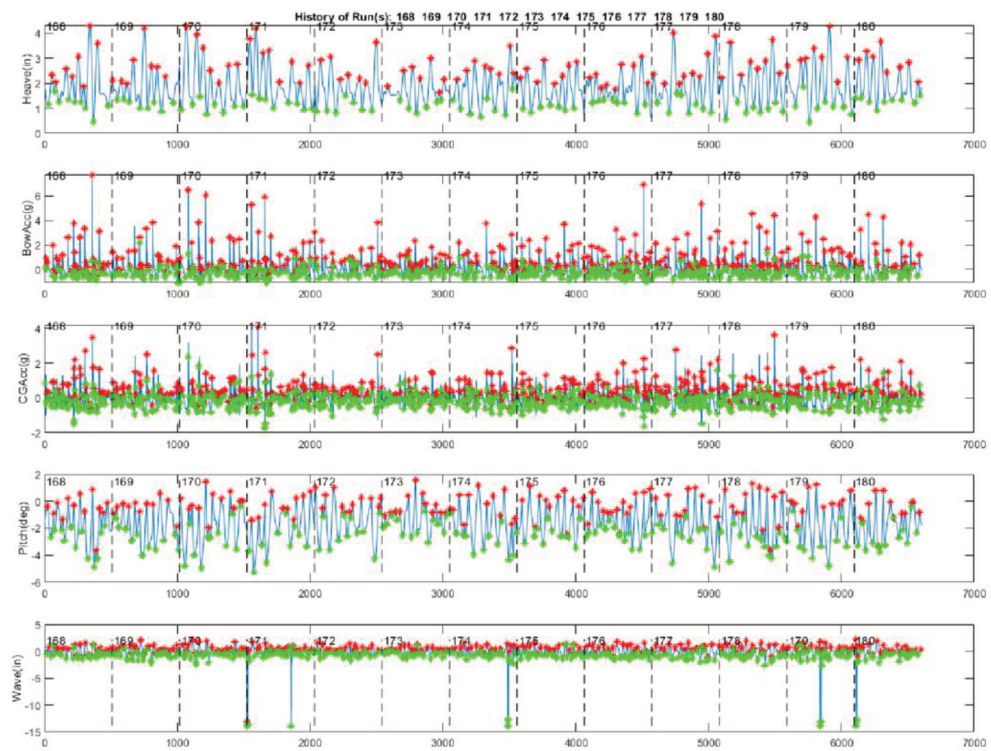 History of Run(s): 168 169 170 171 172 173 174 175 176 177 178 179 180
168 169 170 171 172 173 174 175 176 177 178 179 180
4
3
2
1
0
Heave(in)
0 1000 2000 3000 4000 5000 6000 7000
168 169 170 171 172 173 174 175 176 177 178 179 180
6
4
2
0
BowAcc(g)
0 1000 2000 3000 4000 5000 6000 7000
168 169 170 171 172 173 174 175 176 177 178 179 180
4
2
0
-2
CGAcc(g)
0 1000 2000 3000 4000 5000 6000 7000
168 169 170 171 172 173 174 175 176 177 178 179 180
2
0
-2
-4
-6
Pitch(deg)
0 1000 2000 3000 4000 5000 6000 7000
168 169 170 171 172 173 174 175 176 177 178 179 180
5
0
-5
-10
-15
Wave(in)
0 1000 2000 3000 4000 5000 6000 7000